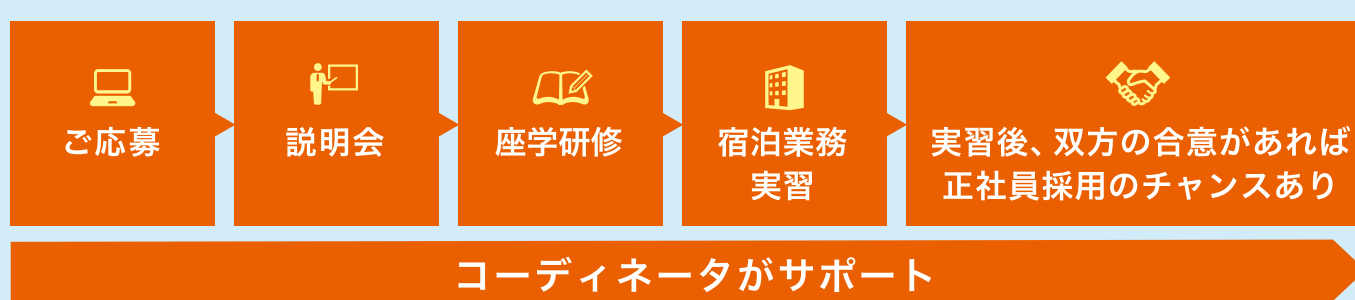 ご応募
説明会
座学研修
宿泊業務
実習
実習後、双方の合意があれば
正社員採用のチャンスあり
コーディネータがサポート